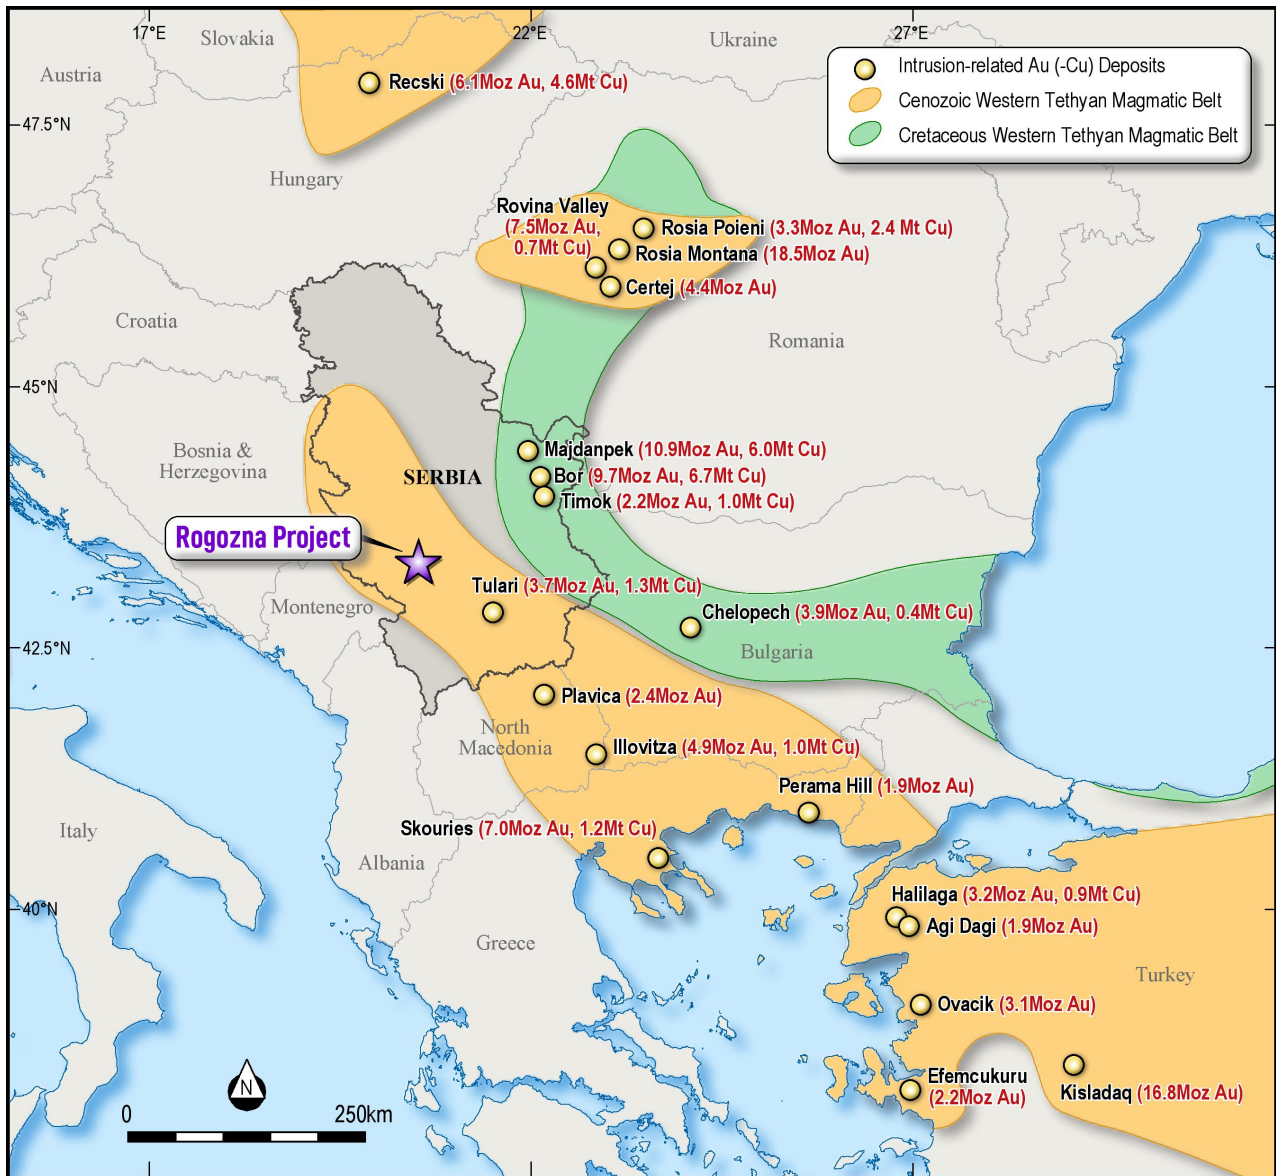 17°E
22°E
27°E
Slovakia
Ukraine
Austria
Intrusion-related Au (-Cu) Deposits
Cenozoic Western Tethyan Magmatic Belt
Cretaceous Western Tethyan Magmatic Belt
Recski (6.1Moz Au, 4.6Mt Cu)
47.5°N
Hungary
Rovina Valley
(7.5Moz Au,
0.7Mt Cu)
Rosia Poieni (3.3Moz Au, 2.4 Mt Cu)
Rosia Montana (18.5Moz Au)
Certej (4.4Moz Au)
Croatia
Romania
45°N
Bosnia &
Herzegovina
SERBIA
Majdanpek (10.9Moz Au, 6.0Mt Cu)
Bor (9.7Moz Au, 6.7Mt Cu)
Timok (2.2Moz Au, 1.0Mt Cu)
Rogozna Project
Tulari (3.7Moz Au, 1.3Mt Cu)
Montenegro
Chelopech (3.9Moz Au, 0.4Mt Cu)
42.5°N
Bulgaria
Plavica (2.4Moz Au)
North
Macedonia
Illovitza (4.9Moz Au, 1.0Mt Cu)
Perama Hill (1.9Moz Au)
Italy
Skouries (7.0Moz Au, 1.2Mt Cu)
Albania
Halilaga (3.2Moz Au, 0.9Mt Cu)
40°N
Agi Dagi (1.9Moz Au)
Greece
Turkey
Ovacik (3.1Moz Au)
Efemcukuru
(2.2Moz Au)
Kisladaq (16.8Moz Au)
N
0
250km